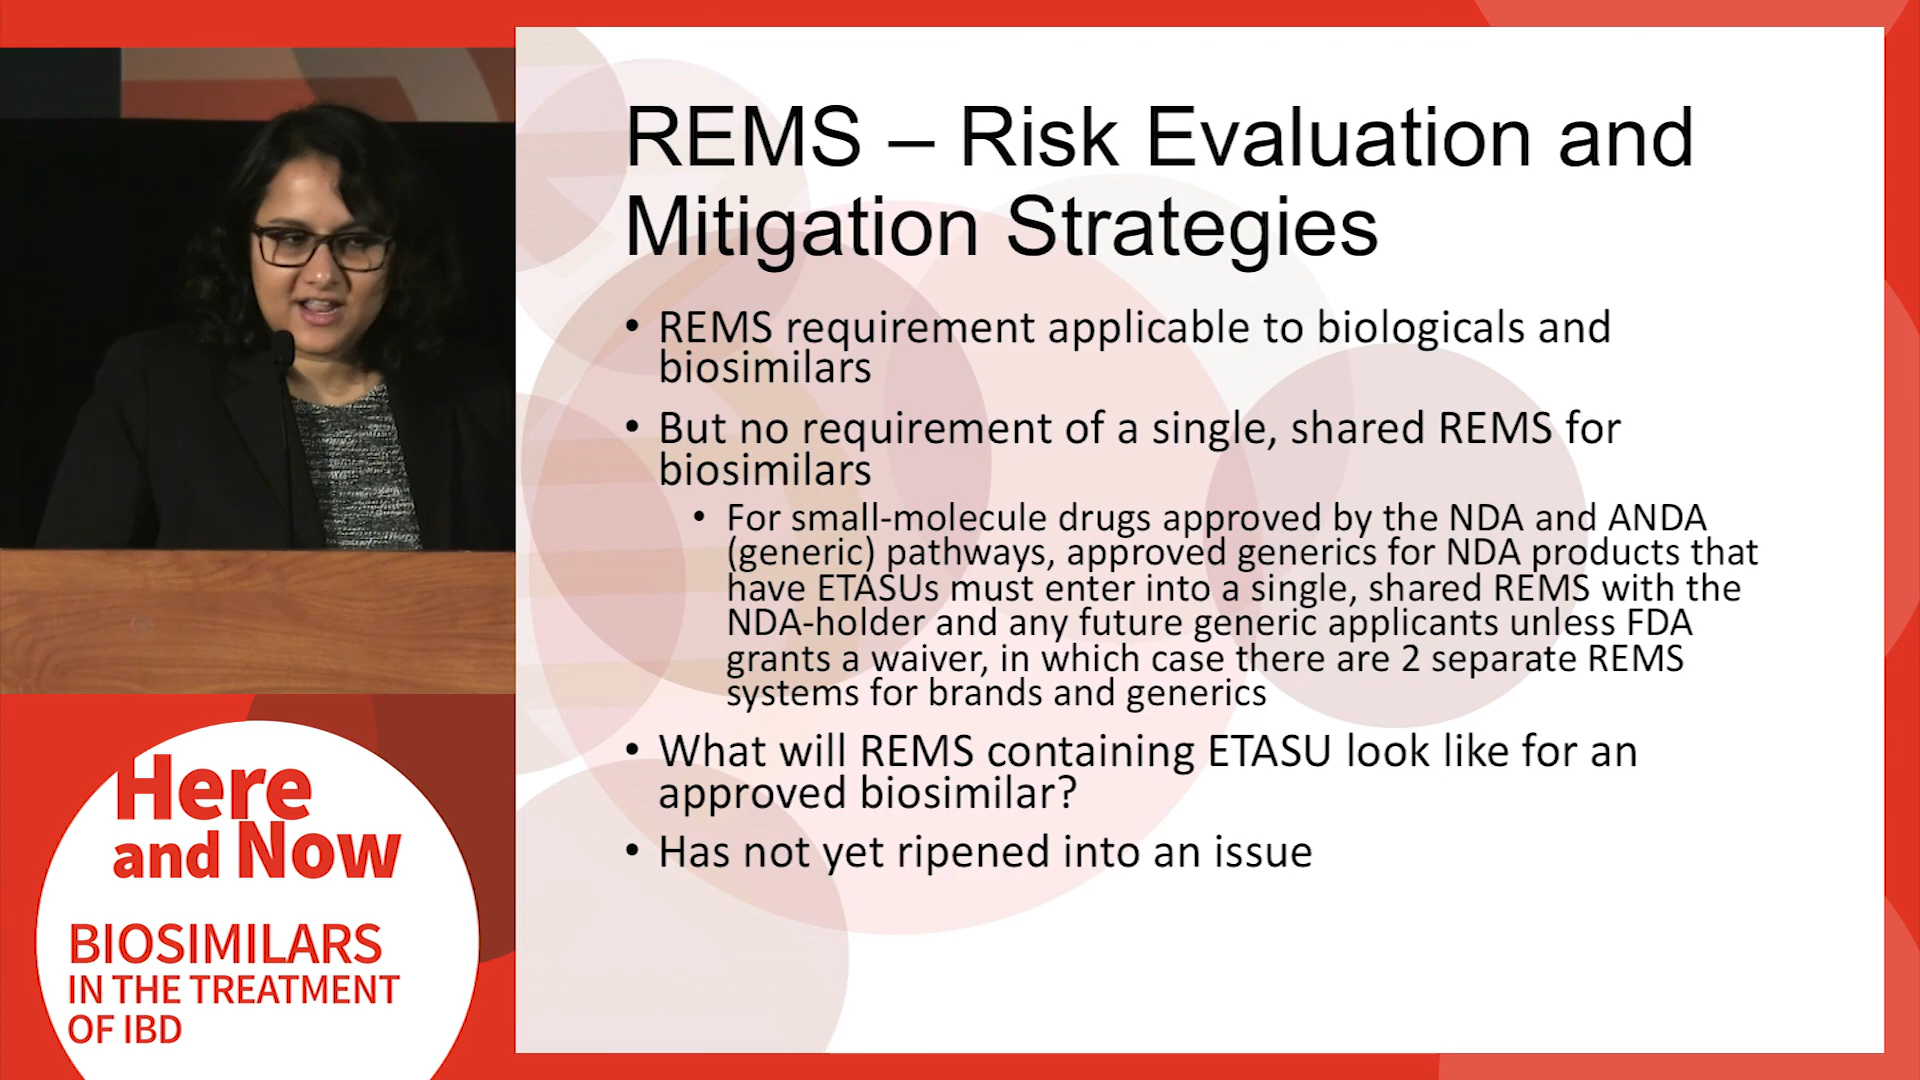 REMS – Risk Evaluation and
Mitigation Strategies
• REMS requirement applicable to biologicals and
biosimilars
• But no requirement of a single, shared REMS for
biosimilars
• For small-molecule drugs approved by the NDA and ANDA
(generic) pathways, approved generics for NDA products that
have ETASUs must enter into a single, shared REMS with the
NDA-holder and any future generic applicants unless FDA
grants a waiver, in which case there are 2 separate REMS
systems for brands and generics
• What will REMS containing ETASU look like for an
approved biosimilar?
• Has not yet ripened into an issue
Here
and Now
BIOSIMILARS
IN THE TREATMENT
OF IBD